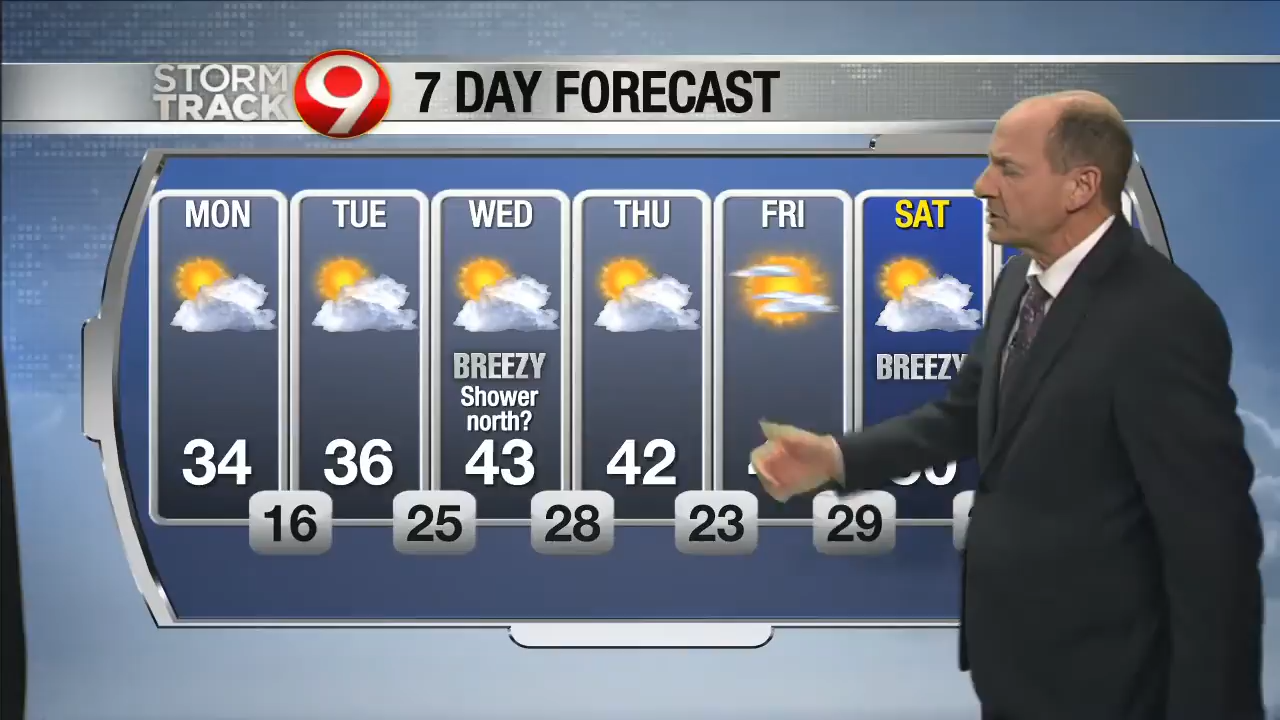 STORM
TRACK
9
7 DAY FORECAST
MON
TUE
WED
THU
FRI
SAT
BREEZY
Shower
north?
BREEZY
34
36
43
42
16
25
28
23
29